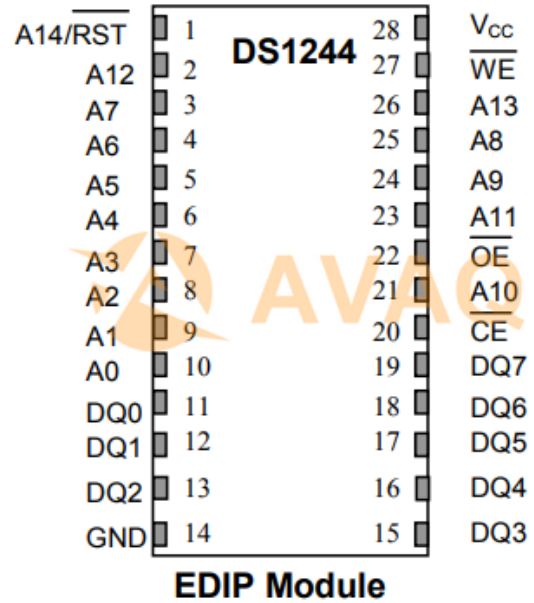 A14/RST 1 DS1244 28 VCC
A12 2 27 WE
A7 3 26 A13
A6 4 25 A8
A5 5 24 A9
A4 6 23 A11
A3 7 22 OE
A2 8 21 A10
AVAQ
A1 9 20 CE
A0 10 19 DQ7
DQ0 11 18 DQ6
DQ1 12 17 DQ5
DQ2 13 16 DQ4
GND 14 15 DQ3
EDIP Module